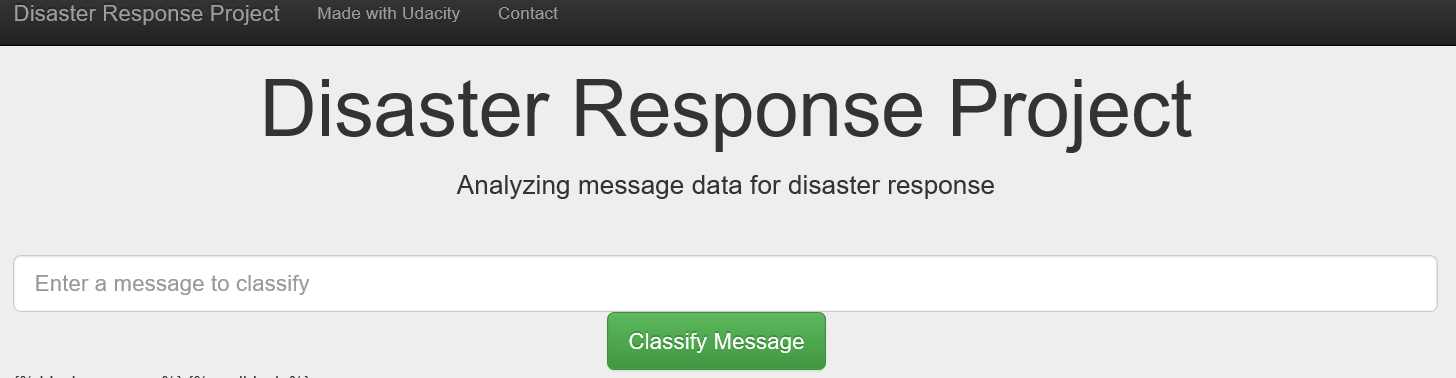 Disaster Response Project Made with Udacity Contact
Disaster Response Project
Analyzing message data for disaster response
Enter a message to classify
Classify Message